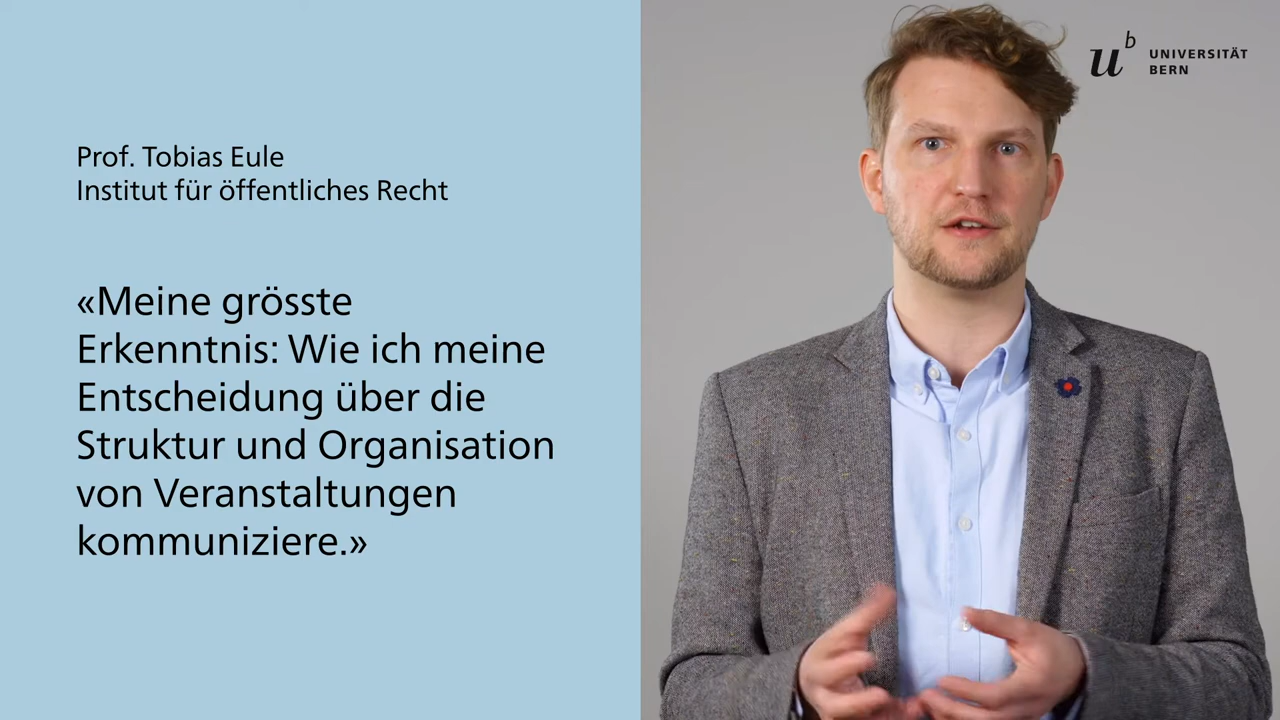 Prof. Tobias Eule
Institut für öffentliches Recht
«Meine grösste
Erkenntnis: Wie ich meine
Entscheidung über die
Struktur und Organisation
von Veranstaltungen
kommuniziere.»
u b UNIVERSITÄT
BERN